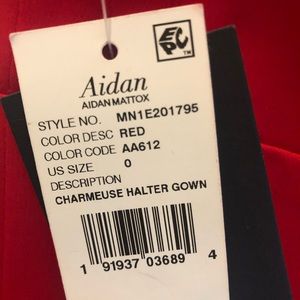 EPC™
Aidan
AIDAN MATTOX
STYLE NO. MN1E201795
COLOR DESC RED
COLOR CODE AA612
US SIZE 0
DESCRIPTION
CHARMEUSE HALTER GOWN
1 91937 03689 4